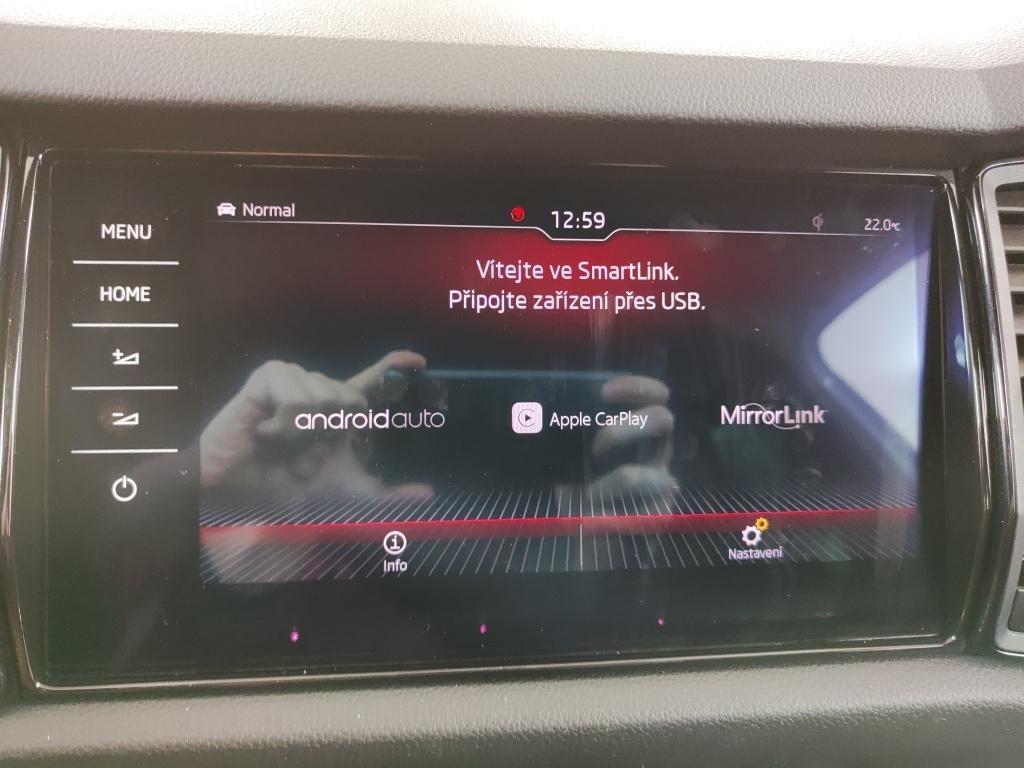 Normal
12:59
22.0°C
MENU
HOME
Vítejte ve SmartLink.
Připojte zařízení přes USB.
androidauto
Apple CarPlay
MirrorLink
Info
Nastavení